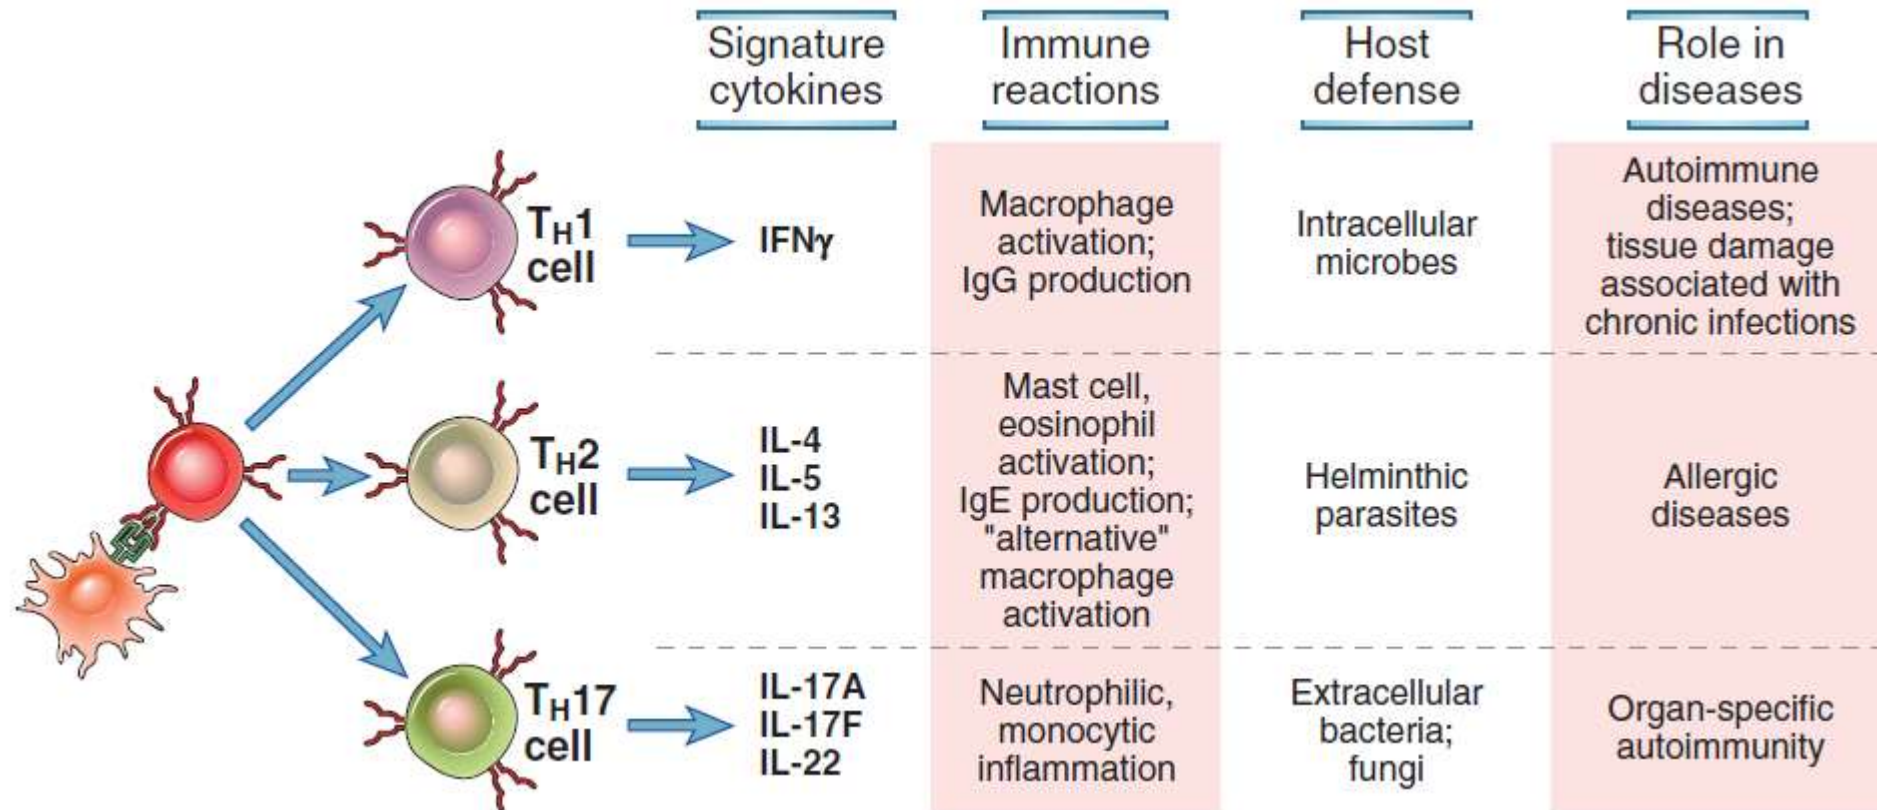 Signature
cytokines
Immune
reactions
Host
defense
Role in
diseases
TH1
cell
IFNγ
Macrophage
activation;
IgG production
Intracellular
microbes
Autoimmune
diseases;
tissue damage
associated with
chronic infections
TH2
cell
IL-4
IL-5
IL-13
Mast cell,
eosinophil
activation;
IgE production;
"alternative"
macrophage
activation
Helminthic
parasites
Allergic
diseases
TH17
cell
IL-17A
IL-17F
IL-22
Neutrophilic,
monocytic
inflammation
Extracellular
bacteria;
fungi
Organ-specific
autoimmunity